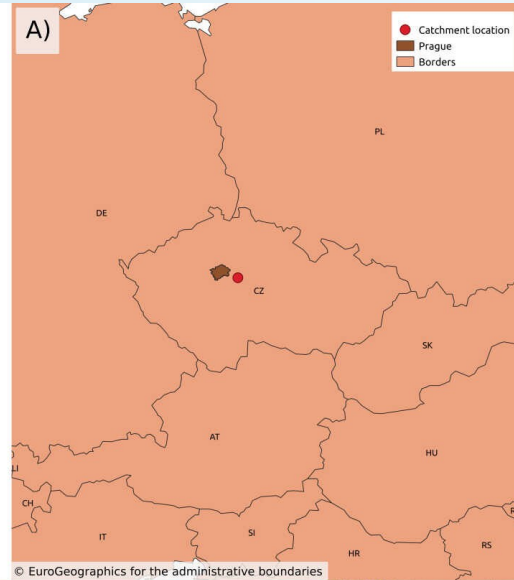 A)
Catchment location
Prague
Borders
PL
DE
CZ
SK
AT
HU
LI
CH
IT
SI
HR
RS
R
© EuroGeographics for the administrative boundaries